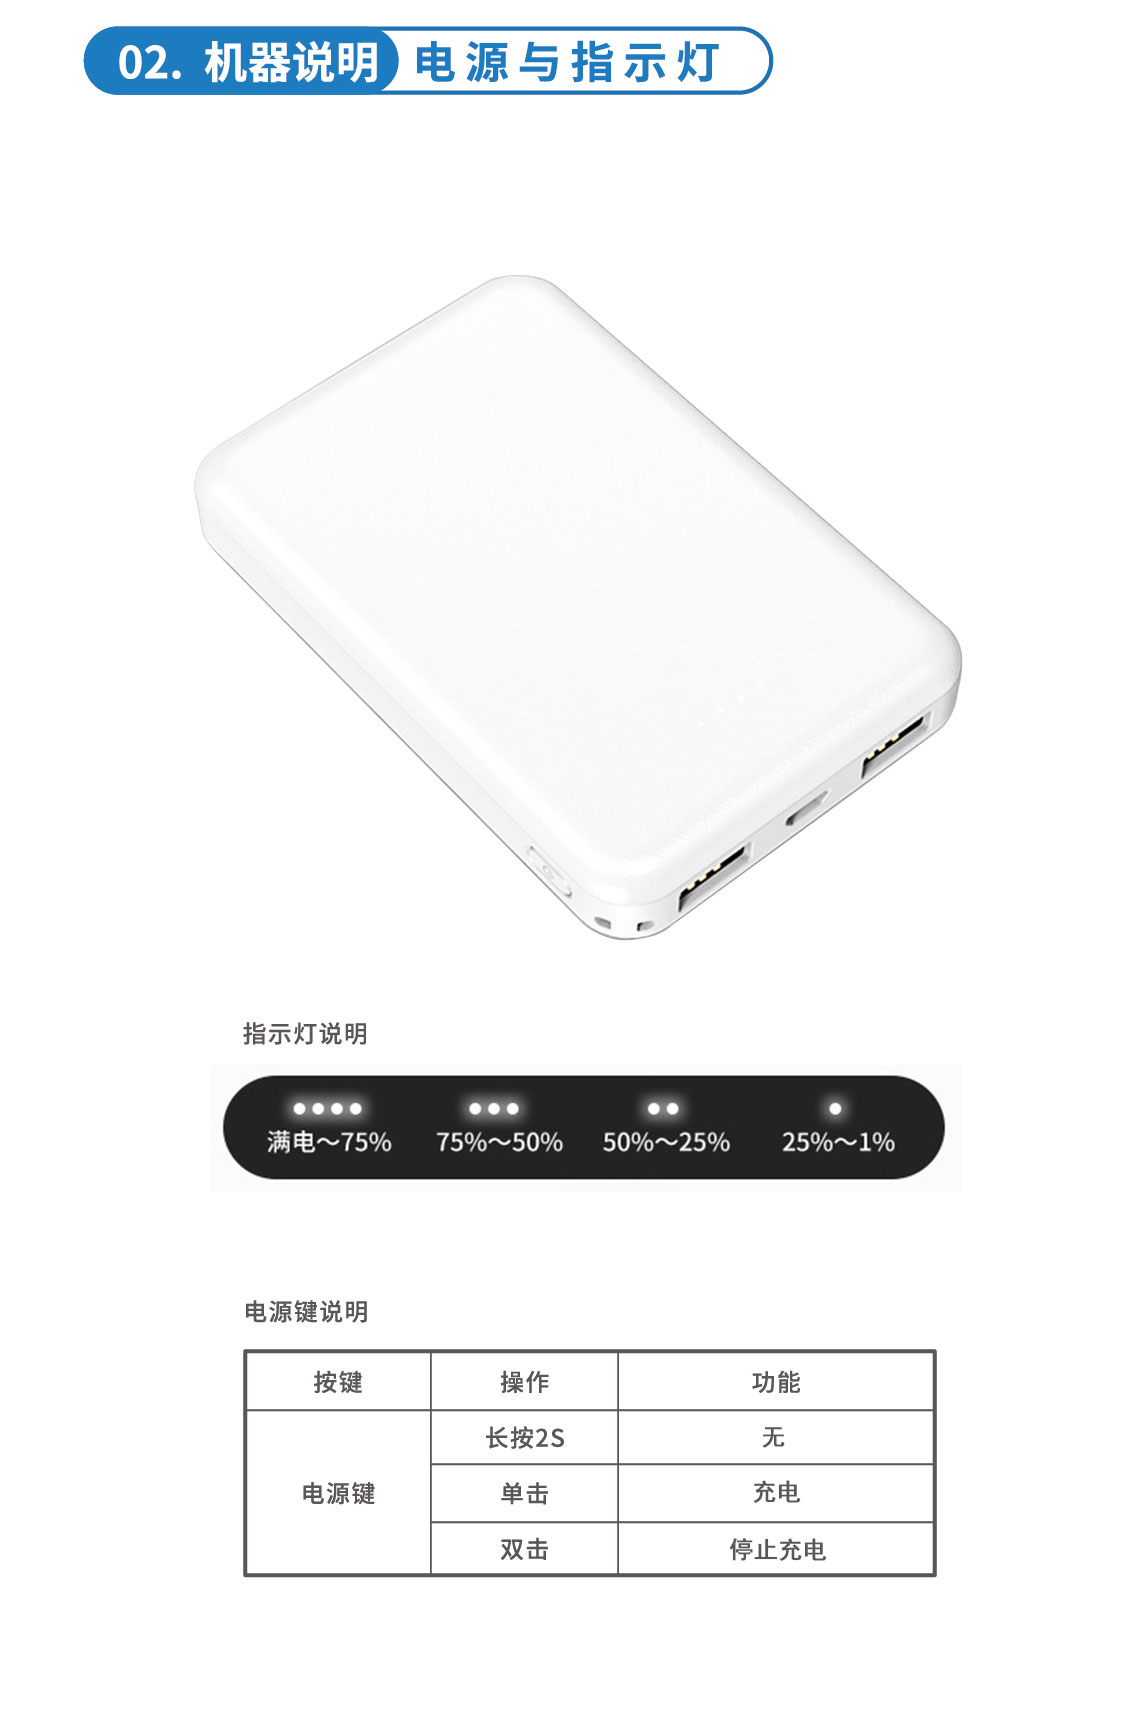 02. 机器说明 电源与指示灯
指示灯说明
满电～75% 75%～50% 50%～25% 25%～1%
电源键说明
按键 操作 功能
长按2S 无
电源键 单击 充电
双击 停止充电